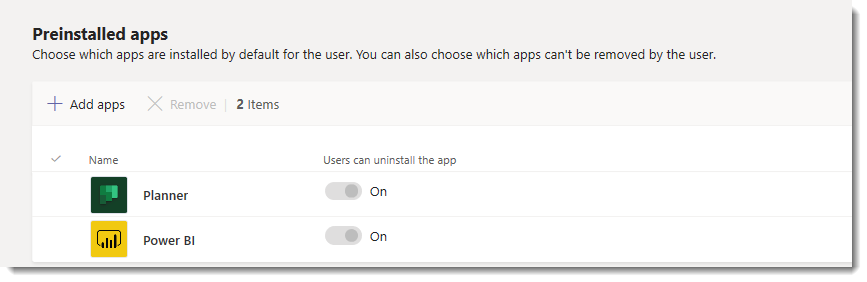 Preinstalled apps
Choose which apps are installed by default for the user. You can also choose which apps can't be removed by the user.
Add apps Remove 2 Items
Name Users can uninstall the app
Planner On
Power BI On